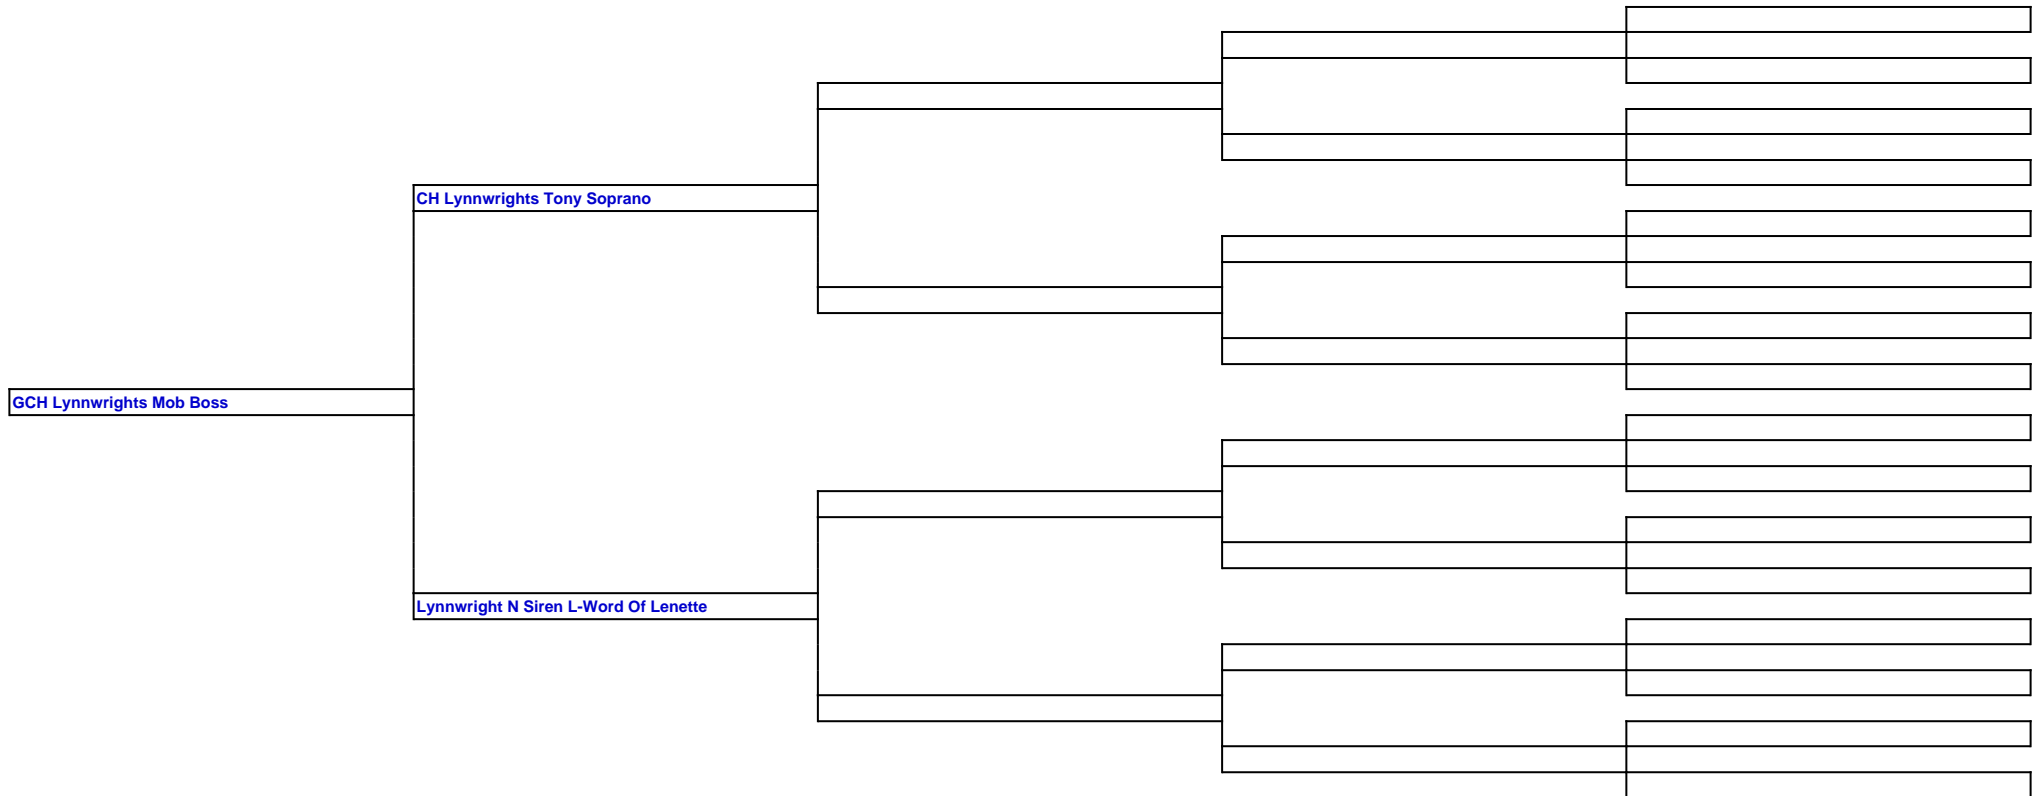 CH Lynnwrights Tony Soprano
GCH Lynnwrights Mob Boss
Lynnwright N Siren L-Word Of Lenette